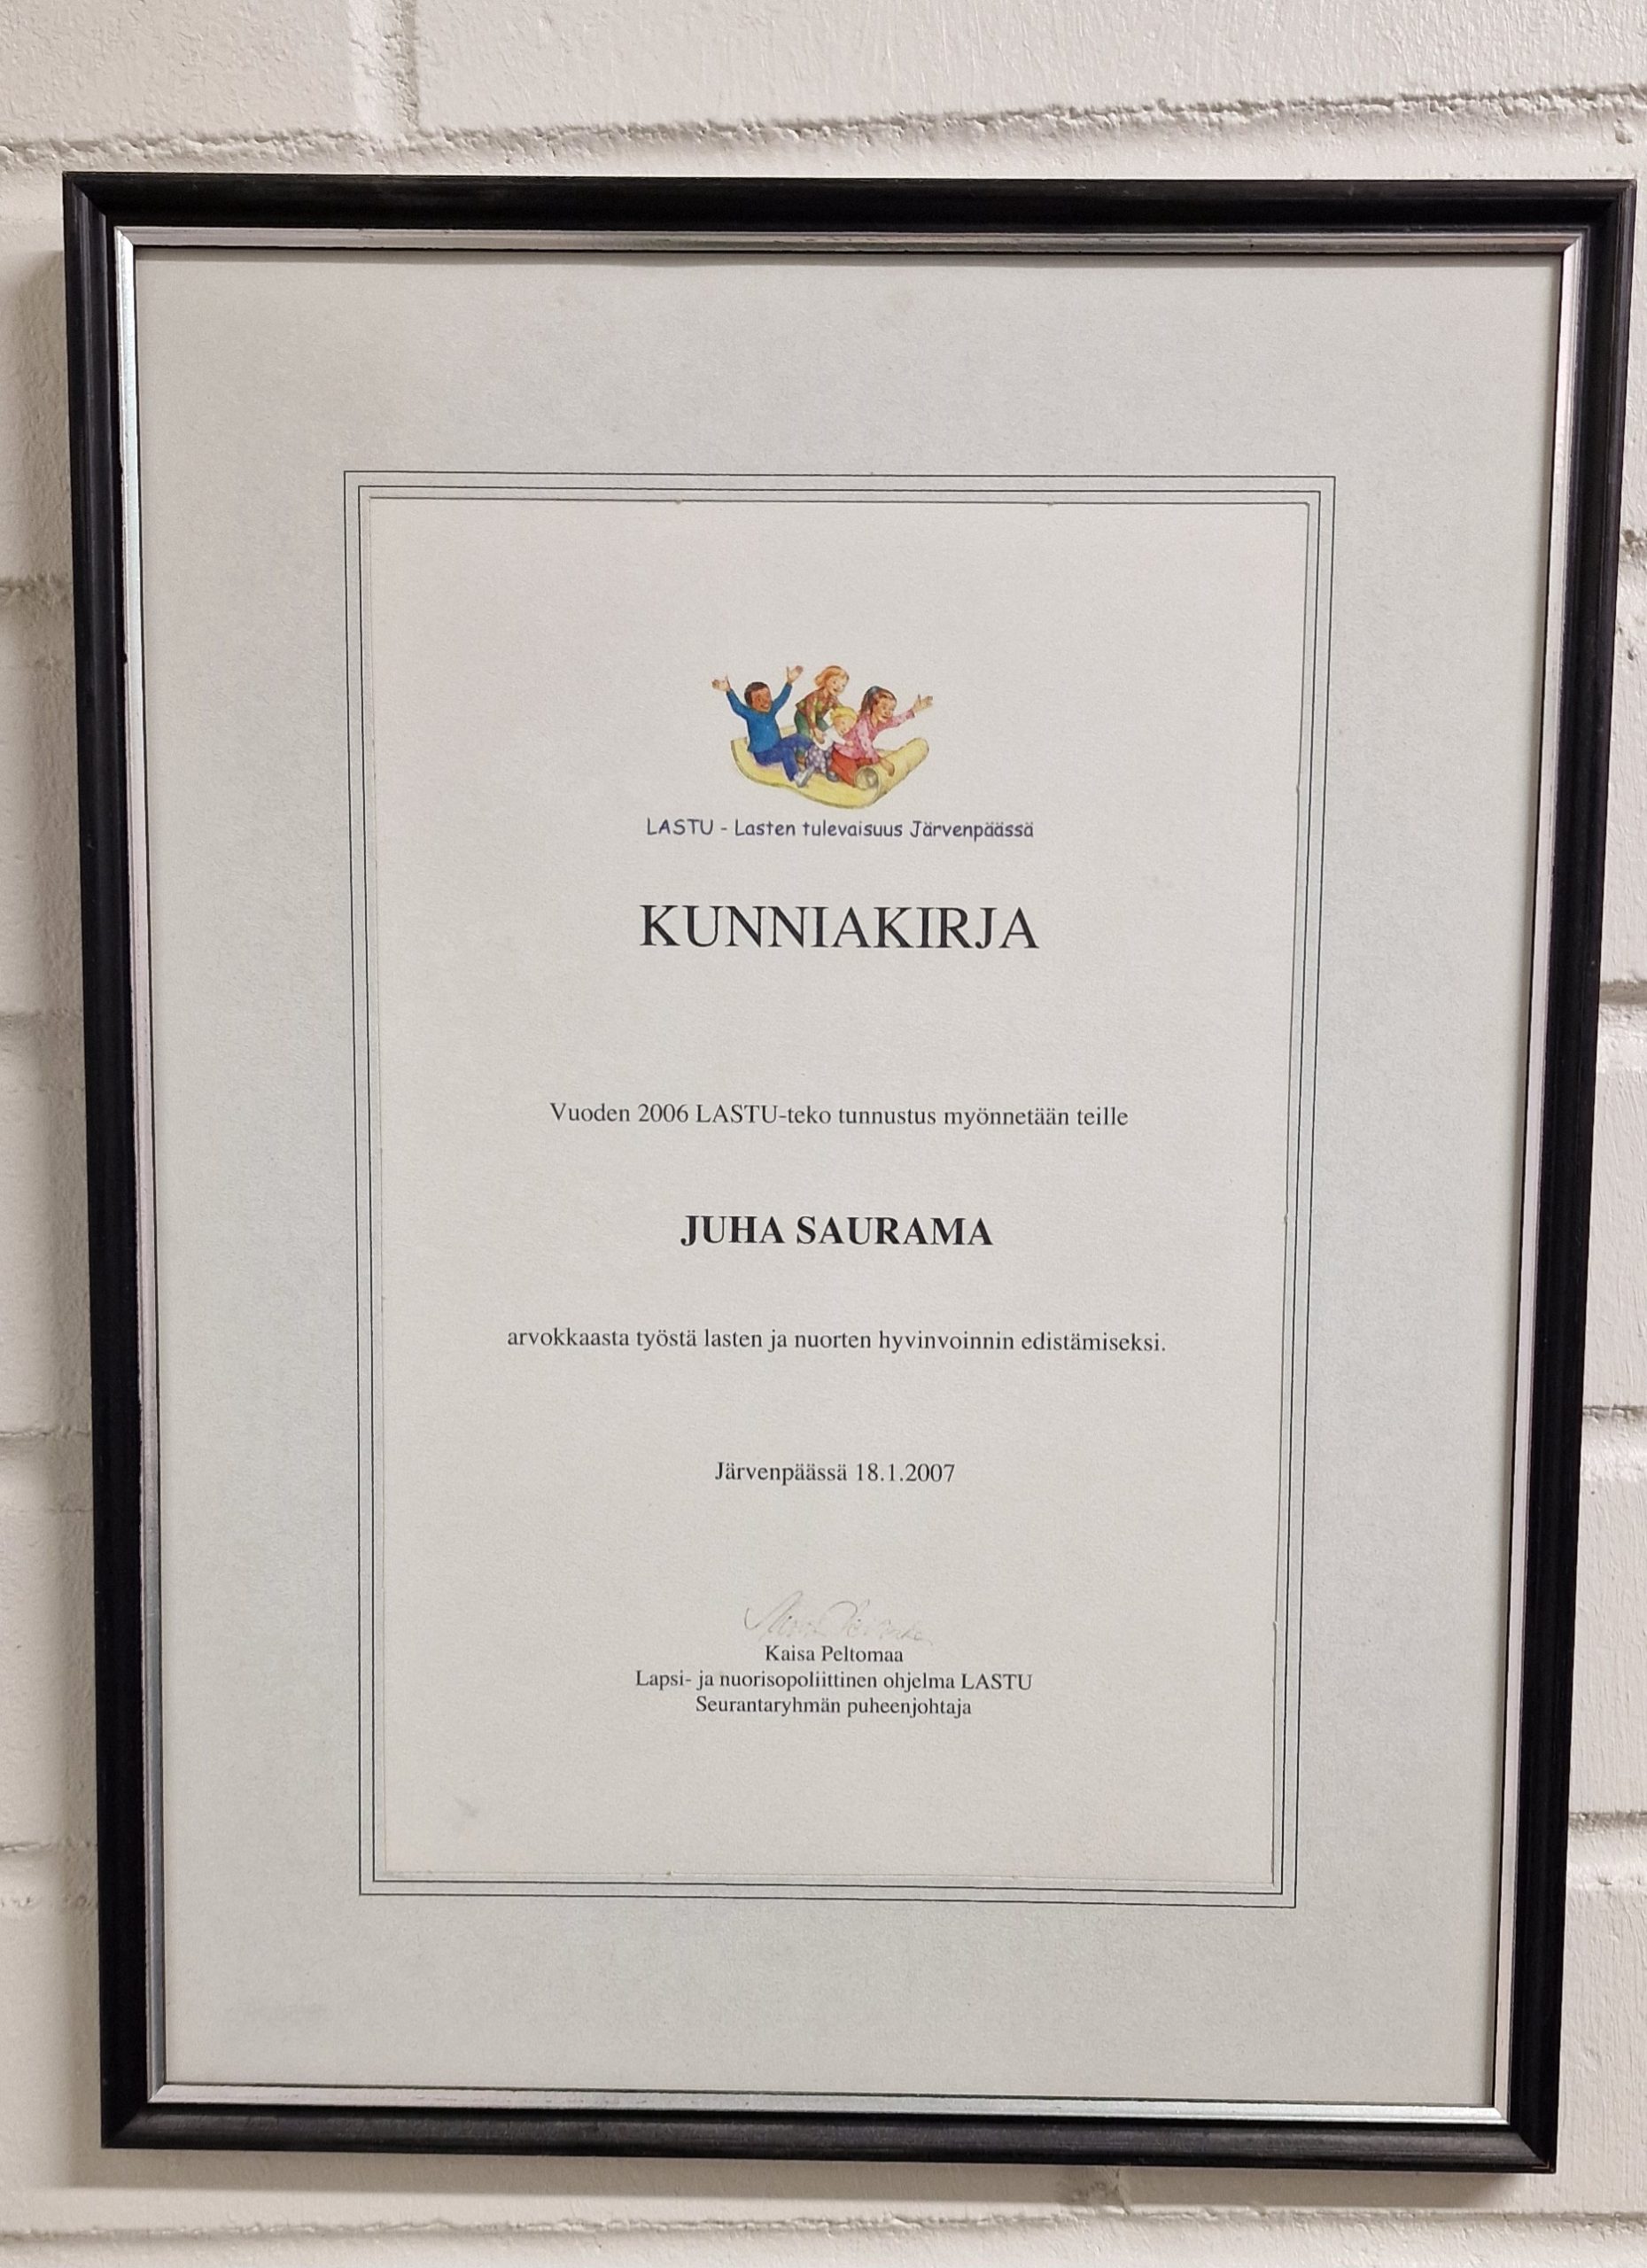 LASTU - Lasten tulevaisuus Järvenpäässä
KUNNIAKIRJA
Vuoden 2006 LASTU-teko tunnustus myönnetään teille
JUHA SAURAMA
arvokkaasta työstä lasten ja nuorten hyvinvoinnin edistämiseksi.
Järvenpäässä 18.1.2007
Kaisa Peltomaa
Lapsi- ja nuorisopoliittinen ohjelma LASTU
Seurantaryhmän puheenjohtaja